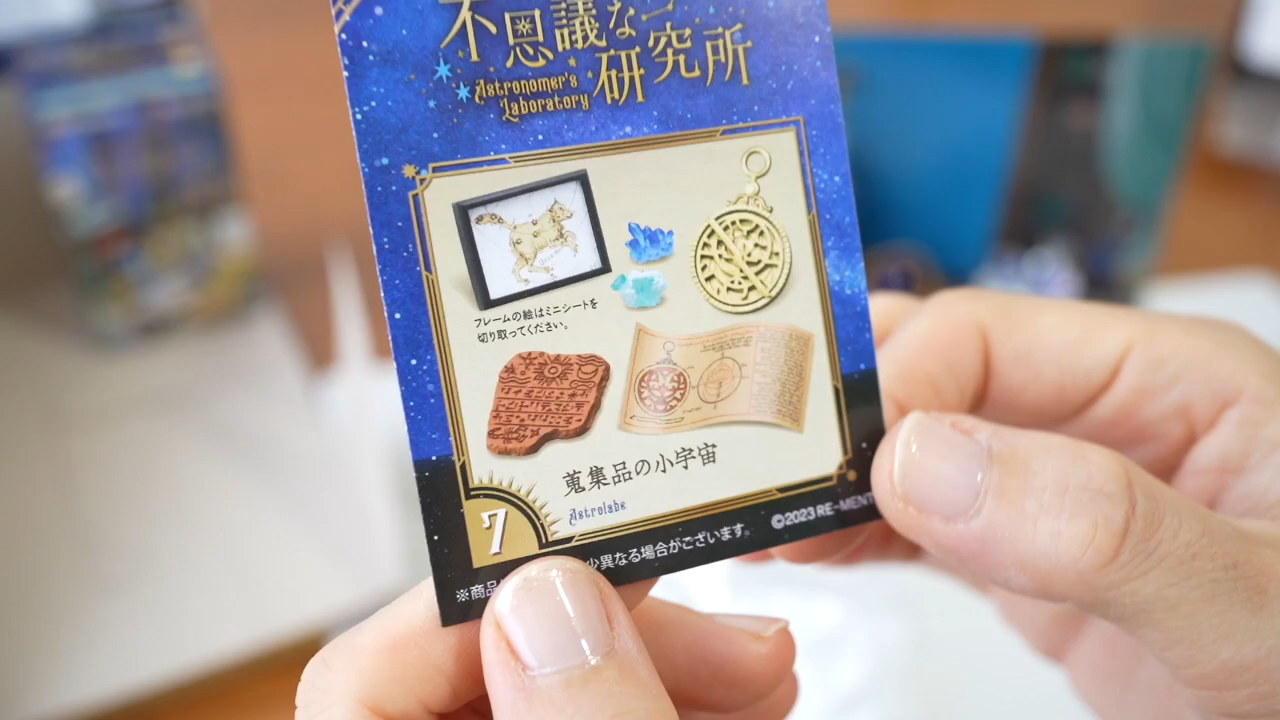 不思議な
研究所
Astronomer's
Laboratory
フレームの絵はミニシートを
切り取ってください。
蒐集品の小宇宙
Astrolabe
7
©2023 RE-MENT
※商品
少異なる場合がございます。